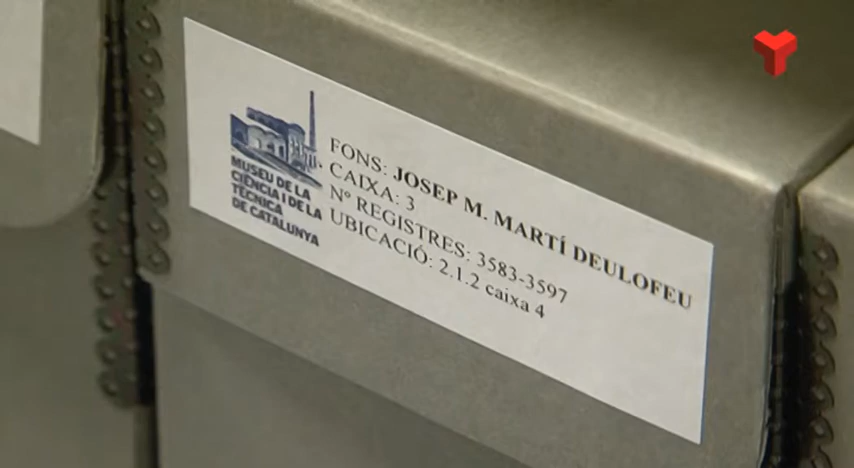 MUSEU DE LA
CIÈNCIA I DE LA
TÈCNICA
DE CATALUNYA
FONS: JOSEP M. MARTÍ DEULOFEU
CAIXA: 3
Nº REGISTRES: 3583-3597
UBICACIÓ: 2.1.2 caixa 4